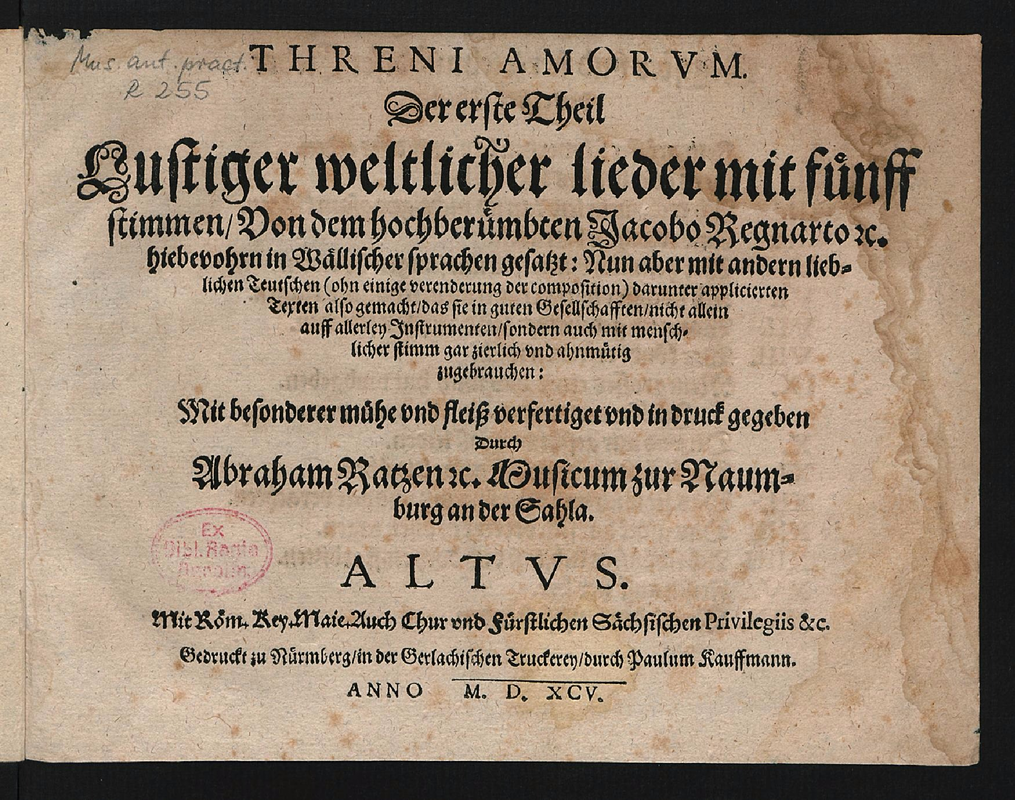 Mus. ant. pract.
R 255
THRENI AMORVM.
Der erste Theil
Lustiger weltlicher lieder mit fünff
stimmen/ Von dem hochberümbten Jacobo Regnarto ꝛc.
hiebevohrn in Wällischer sprachen gesatzt: Nun aber mit andern lieb-
lichen Teutschen (ohn einige verenderung der composition) darunter applicierten
Texten also gemacht/das sie in guten Gesellschafften/nicht allein
auff allerley Instrumenten/sondern auch mit mensch-
licher stimm gar zierlich vnd ahnmütig
zugebrauchen:
Mit besonderer mühe vnd fleiß verfertiget vnd in druck gegeben
Durch
Abraham Ratzen ꝛc. Musicum zur Naum-
burg an der Sahla.
Ex
Bibl. Regia
ALTVS.
Mit Röm. Key. Maie. Auch Chur vnd Fürstlichen Sächsischen Privilegiis &c.
Gedruckt zu Nürmberg/in der Gerlachischen Truckerey/durch Paulum Kauffmann.
ANNO M. D. XCV.